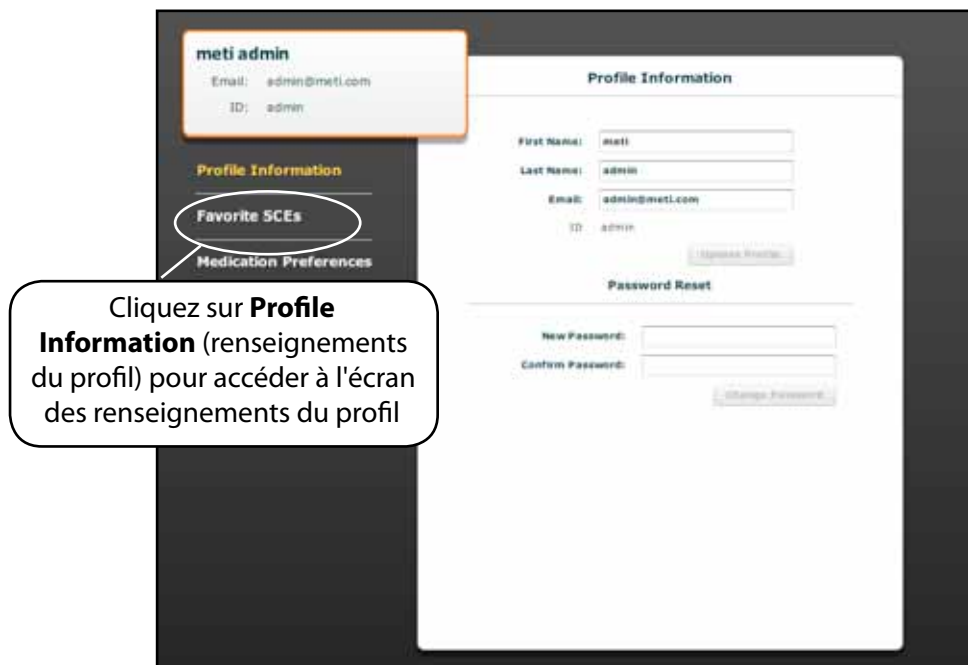 meti admin
Email: admin@meti.com
ID: admin
Profile Information
Favorite SCEs
Medication Preferences
Cliquez sur Profile
Information (renseignements
du profil) pour accéder à l'écran
des renseignements du profil
Profile Information
First Name: meti
Last Name: admin
Email: admin@meti.com
ID admin
Update Profile
Password Reset
New Password:
Confirm Password:
Change Password